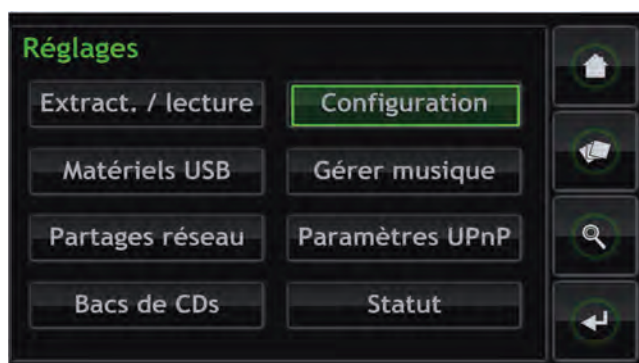 Réglages
Extract. / lecture
Configuration
Matériels USB
Gérer musique
Partages réseau
Paramètres UPnP
Bacs de CDs
Statut